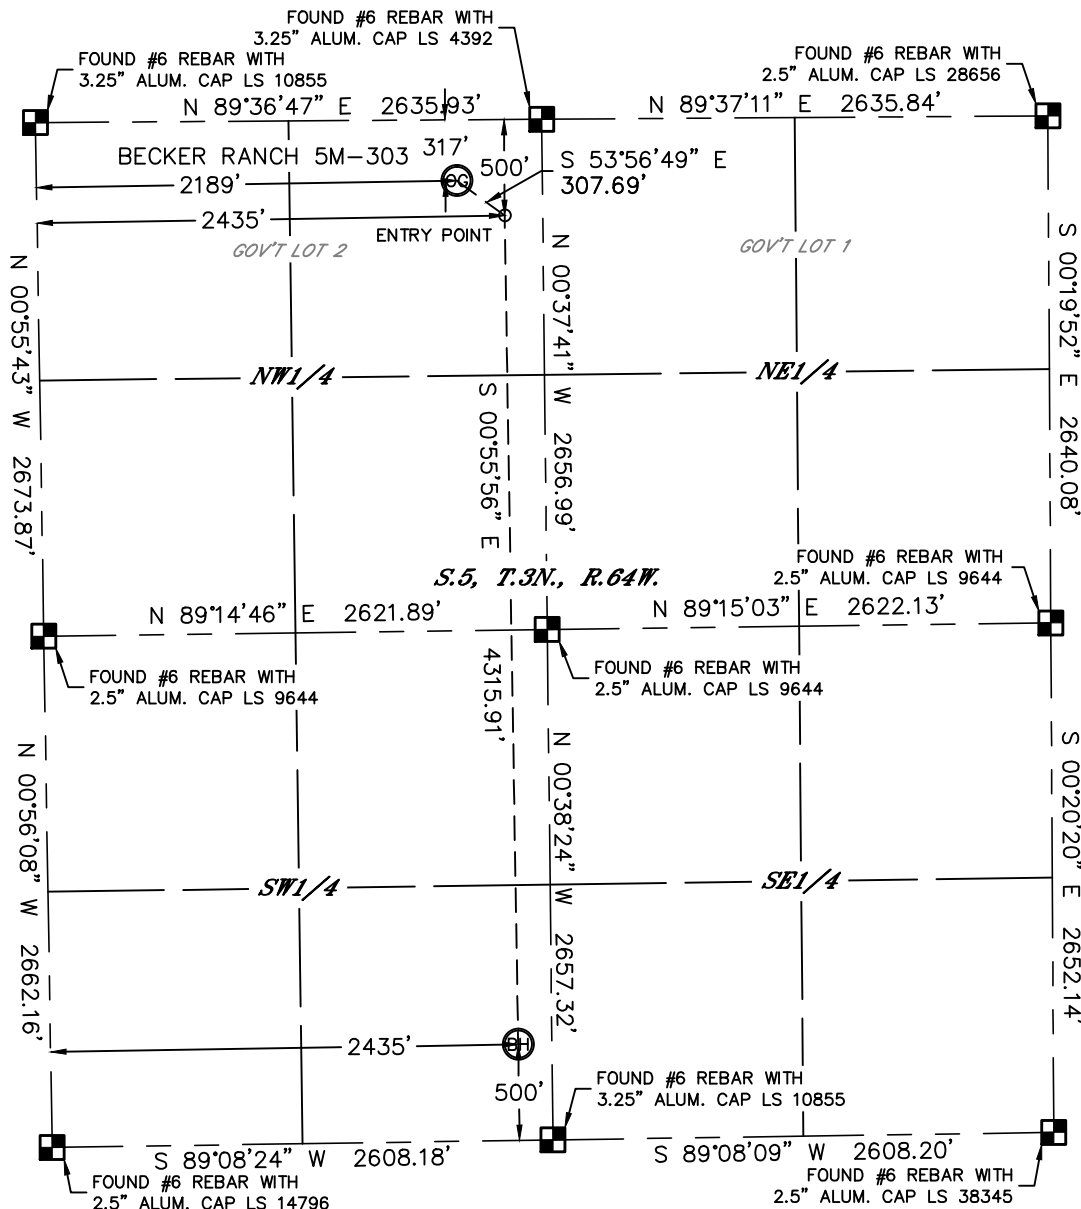 FOUND #6 REBAR WITH
3.25" ALUM. CAP LS 4392
FOUND #6 REBAR WITH
3.25" ALUM. CAP LS 10855
FOUND #6 REBAR WITH
2.5" ALUM. CAP LS 28656
N 89°36'47" E 2635.93'
N 89°37'11" E 2635.84'
BECKER RANCH 5M-303
317'
500'
S 53°56'49" E
307.69'
2189'
OG
2435'
ENTRY POINT
GOV'T LOT 2
GOV'T LOT 1
N 00°55'43" W 2673.87'
N 00°37'41" W 2656.99'
S 00°19'52" E 2640.08'
NW1/4
NE1/4
S 00°55'56" E 4315.91'
S.5, T.3N., R.64W.
FOUND #6 REBAR WITH
2.5" ALUM. CAP LS 9644
N 89°14'46" E 2621.89'
N 89°15'03" E 2622.13'
FOUND #6 REBAR WITH
2.5" ALUM. CAP LS 9644
FOUND #6 REBAR WITH
2.5" ALUM. CAP LS 9644
N 00°56'08" W 2662.16'
N 00°38'24" W 2657.32'
S 00°20'20" E 2652.14'
SW1/4
SE1/4
2435'
BH
500'
FOUND #6 REBAR WITH
3.25" ALUM. CAP LS 10855
S 89°08'24" W 2608.18'
S 89°08'09" W 2608.20'
FOUND #6 REBAR WITH
2.5" ALUM. CAP LS 14796
FOUND #6 REBAR WITH
2.5" ALUM. CAP LS 38345